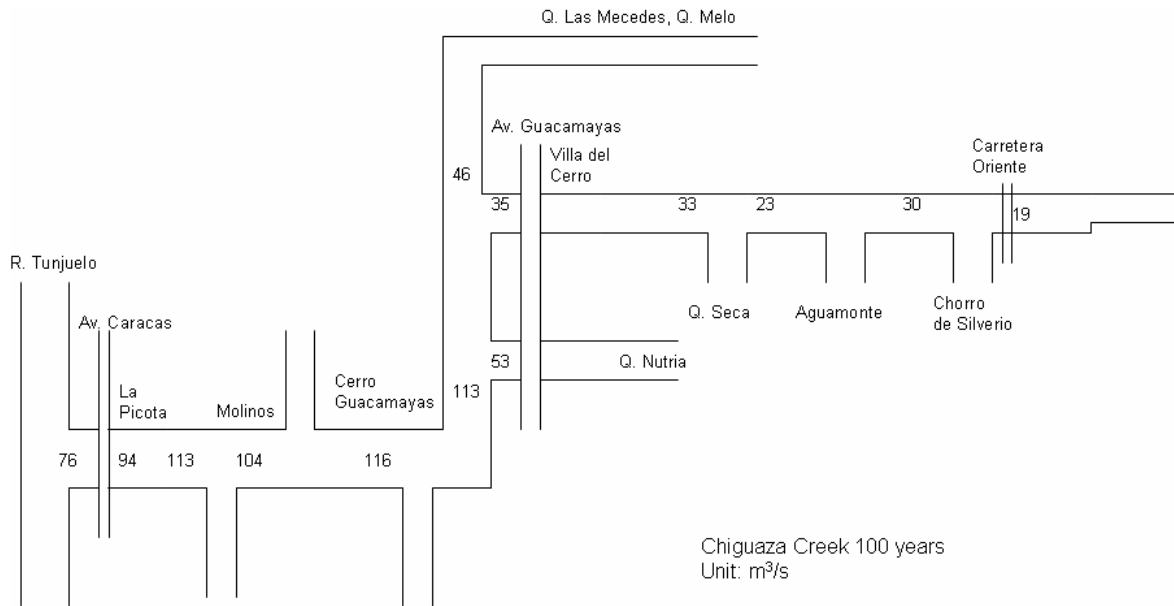 Q. Las Mecedes, Q. Melo
Av. Guacamayas
Villa del
Cerro
Carretera
Oriente
46
35
33
23
30
19
R. Tunjuelo
Av. Caracas
Q. Seca
Aguamonte
Chorro
de Silverio
La
Picota
Molinos
Cerro
Guacamayas
113
53
Q. Nutria
76
94
113
104
116
Chiguaza Creek 100 years
Unit: m³/s